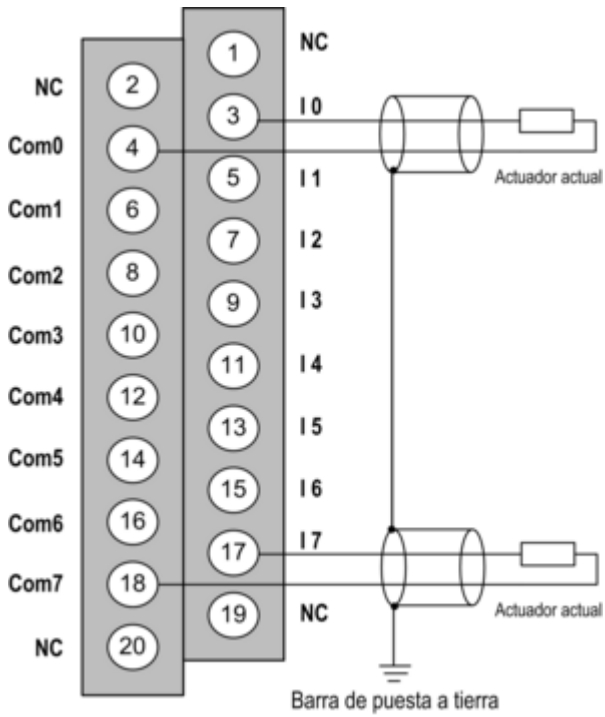 1 NC
NC 2
3 I 0
Com0 4
Actuador actual
5 I 1
Com1 6
7 I 2
Com2 8
9 I 3
Com3 10
11 I 4
Com4 12
13 I 5
Com5 14
15 I 6
Com6 16
17 I 7
Com7 18
Actuador actual
19 NC
NC 20
Barra de puesta a tierra